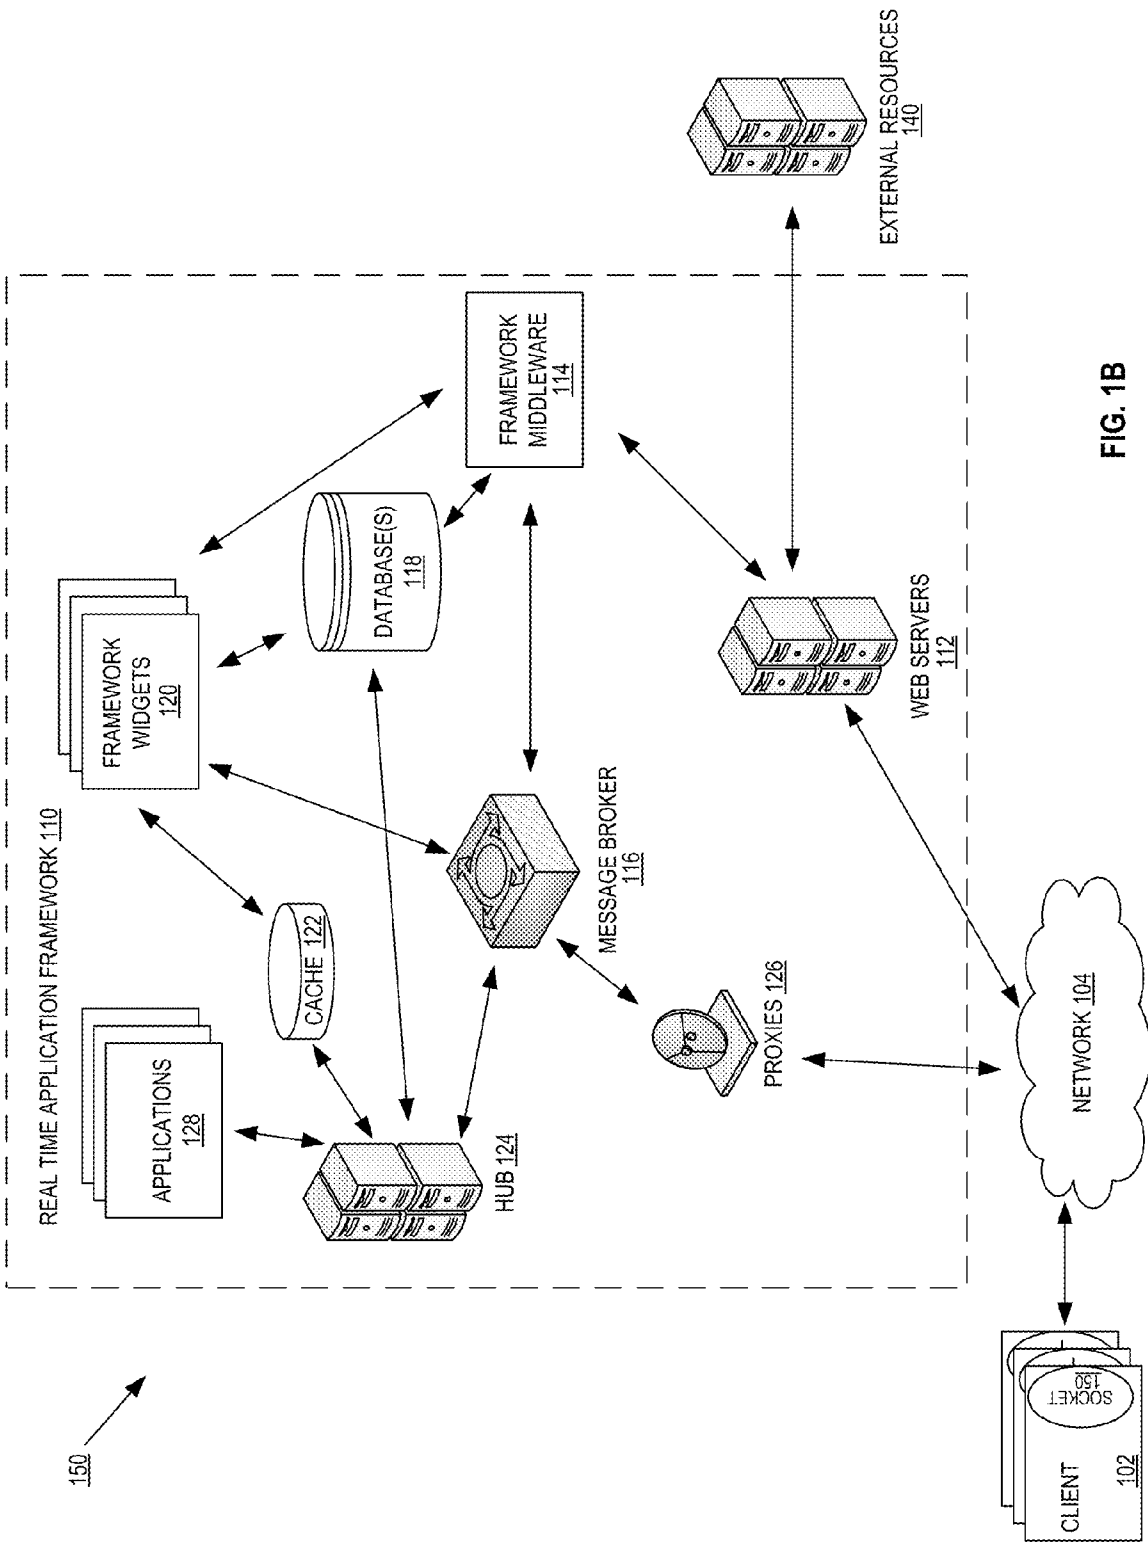 150
REAL TIME APPLICATION FRAMEWORK 110
APPLICATIONS
128
FRAMEWORK
WIDGETS
120
CACHE 122
DATABASE(S)
118
HUB 124
MESSAGE BROKER
116
FRAMEWORK
MIDDLEWARE
114
PROXIES 126
WEB SERVERS
112
EXTERNAL RESOURCES
140
CLIENT
102
SOCKET
150
NETWORK 104
FIG. 1B